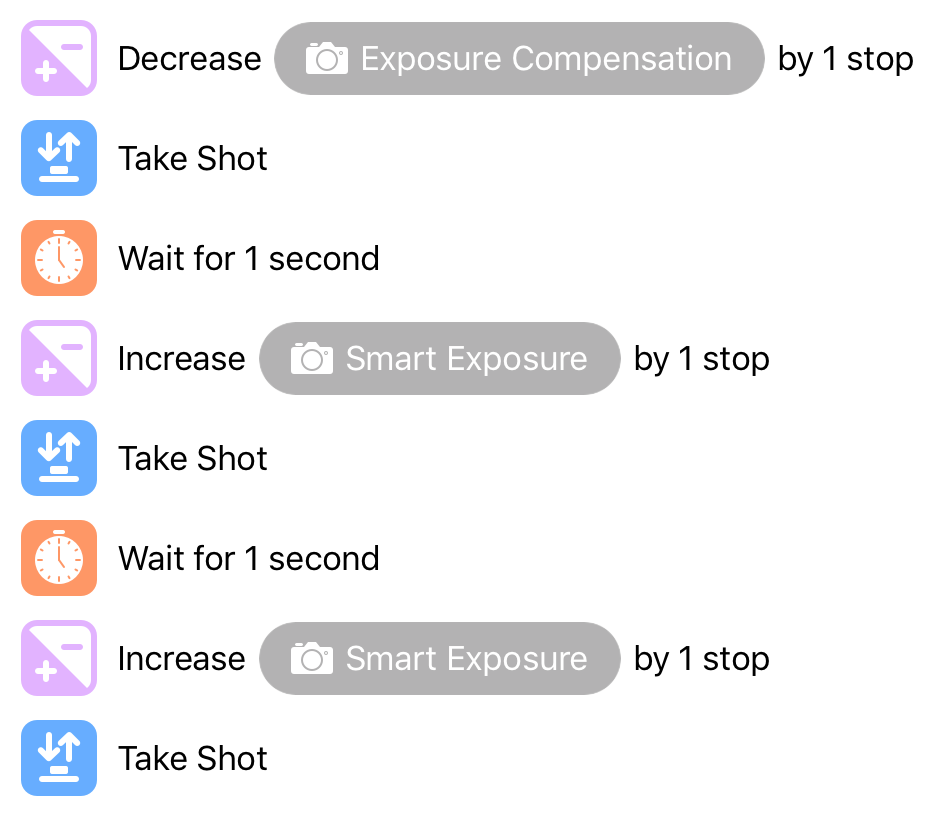 Decrease Exposure Compensation by 1 stop
Take Shot
Wait for 1 second
Increase Smart Exposure by 1 stop
Take Shot
Wait for 1 second
Increase Smart Exposure by 1 stop
Take Shot